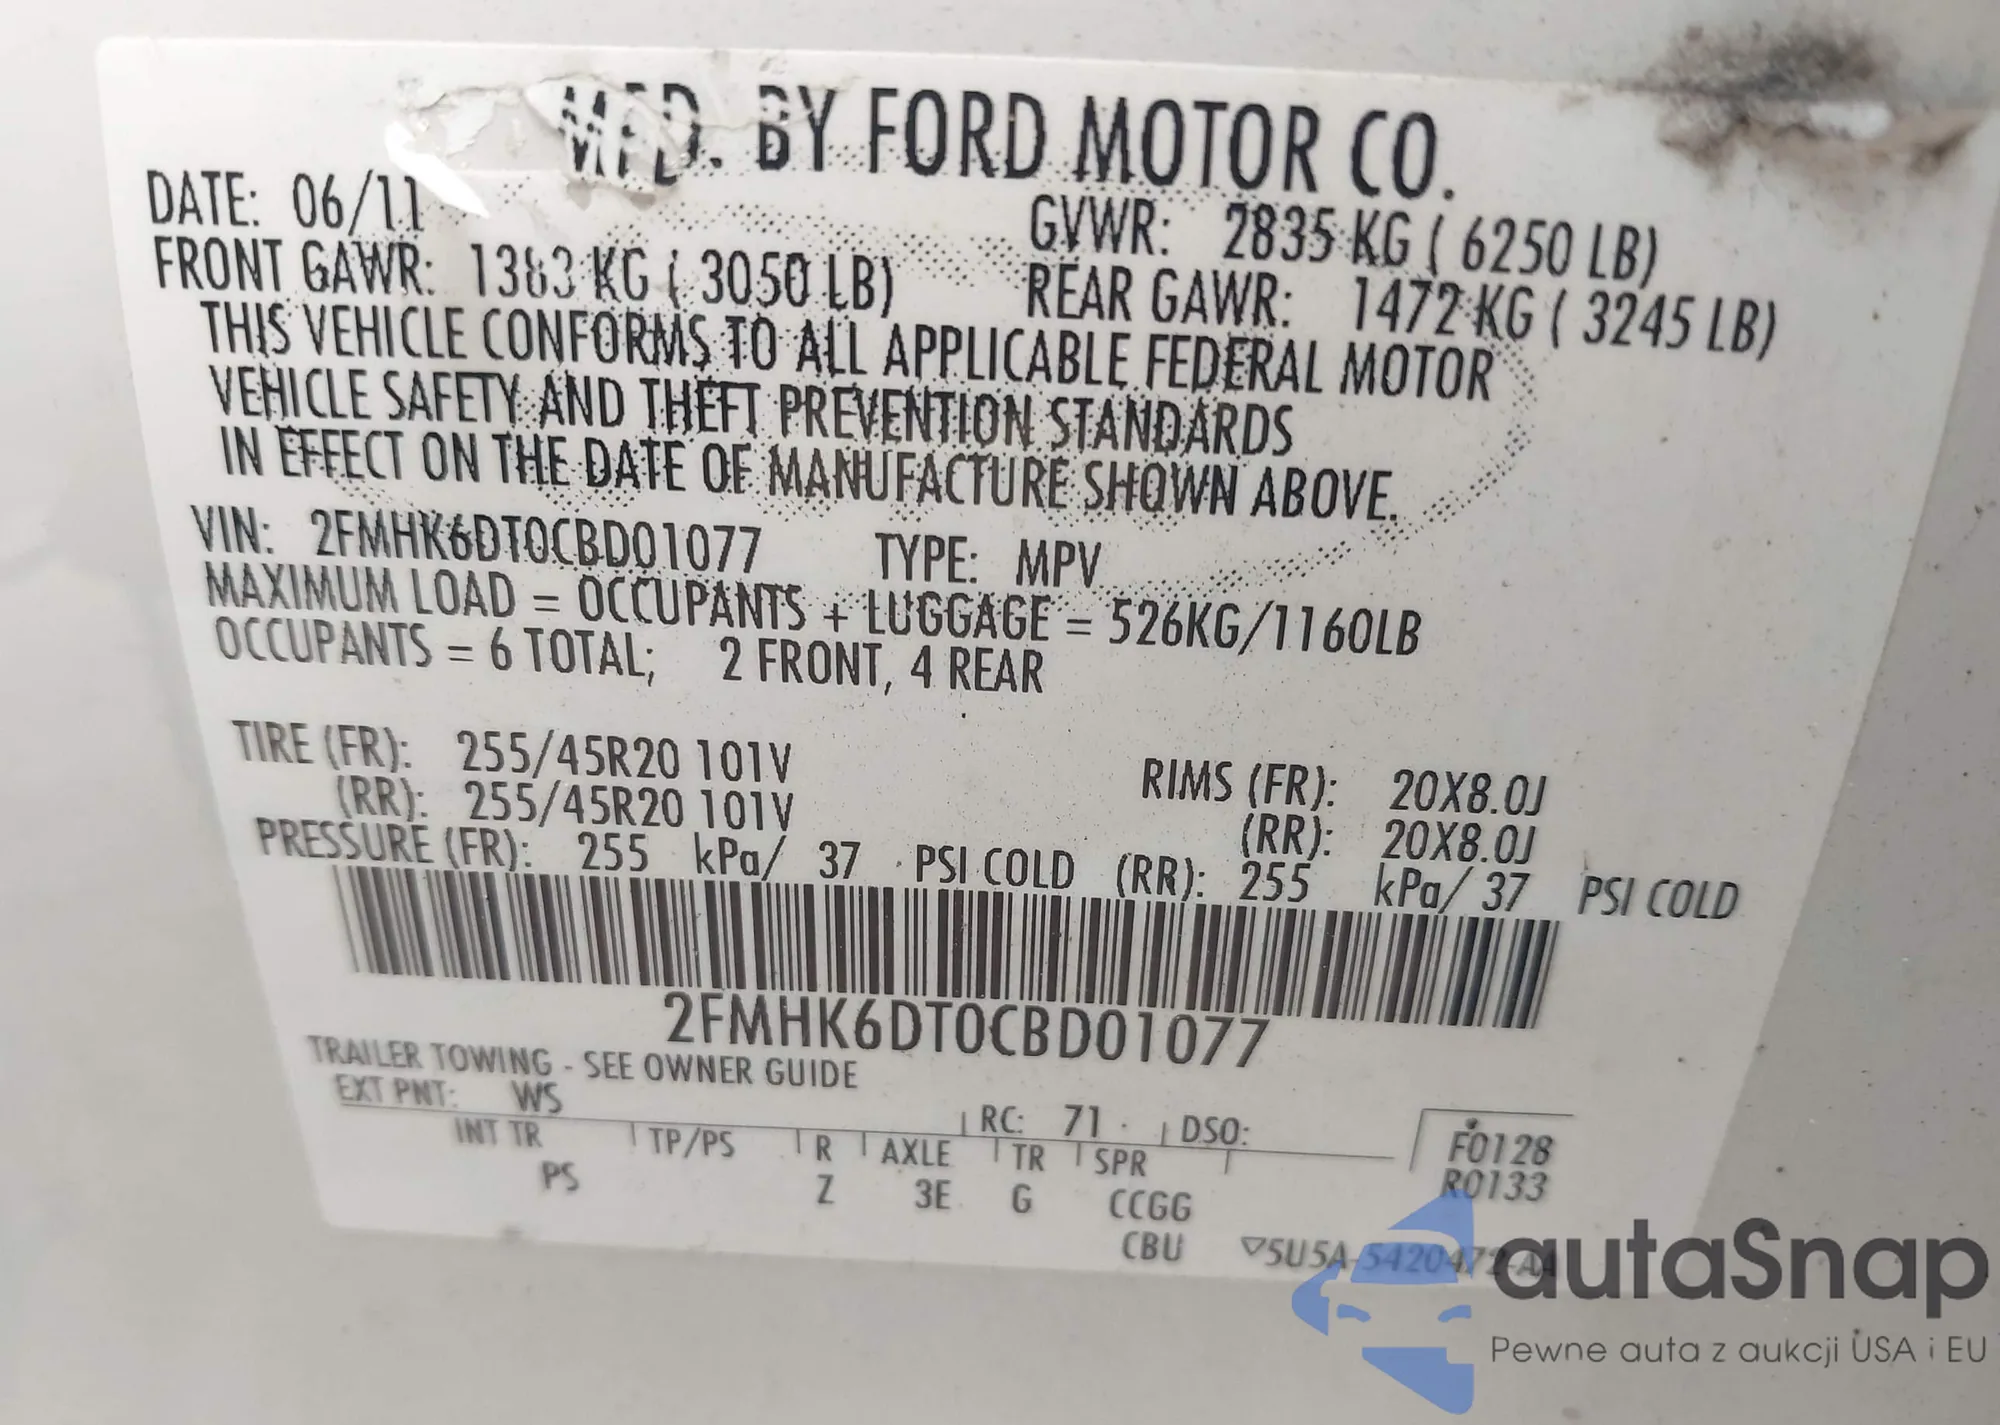 MFD. BY FORD MOTOR CO.
DATE: 06/11 GVWR: 2835 KG ( 6250 LB)
FRONT GAWR: 1383 KG ( 3050 LB) REAR GAWR: 1472 KG ( 3245 LB)
THIS VEHICLE CONFORMS TO ALL APPLICABLE FEDERAL MOTOR
VEHICLE SAFETY AND THEFT PREVENTION STANDARDS
IN EFFECT ON THE DATE OF MANUFACTURE SHOWN ABOVE.
VIN: 2FMHK6DT0CBD01077 TYPE: MPV
MAXIMUM LOAD = OCCUPANTS + LUGGAGE = 526KG/1160LB
OCCUPANTS = 6 TOTAL; 2 FRONT, 4 REAR
TIRE (FR): 255/45R20 101V RIMS (FR): 20X8.0J
(RR): 255/45R20 101V (RR): 20X8.0J
PRESSURE (FR): 255 kPa/ 37 PSI COLD (RR): 255 kPa/ 37 PSI COLD
2FMHK6DT0CBD01077
TRAILER TOWING - SEE OWNER GUIDE
EXT PNT: WS RC: 71 DSO: F0128
INT TR TP/PS R AXLE TR SPR R0133
PS Z 3E G CCGG
CBU ▽5U5A-5420472-AA
autaSnap
Pewne auta z aukcji USA i EU